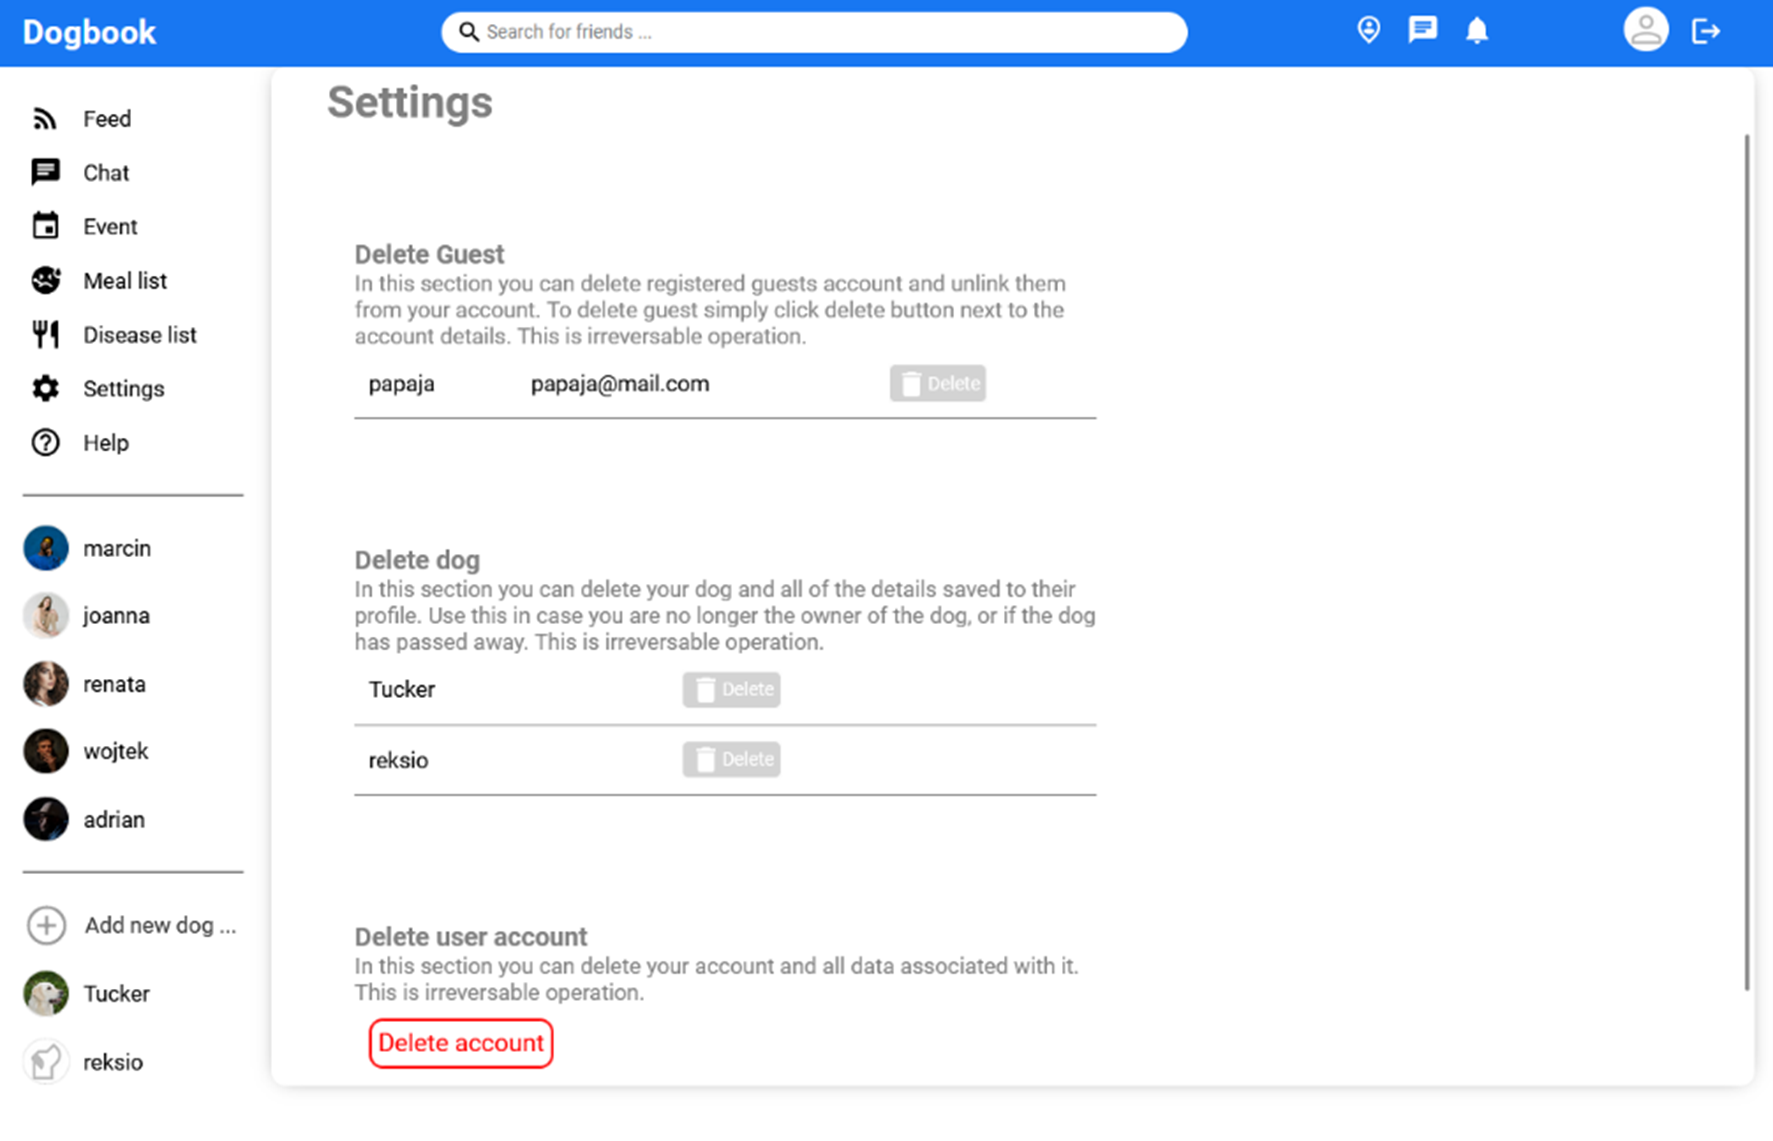 Dogbook
Search for friends ...
Feed
Chat
Event
Meal list
Disease list
Settings
Help
marcin
joanna
renata
wojtek
adrian
Add new dog ...
Tucker
reksio
Settings
Delete Guest
In this section you can delete registered guests account and unlink them
from your account. To delete guest simply click delete button next to the
account details. This is irreversable operation.
papaja papaja@mail.com Delete
Delete dog
In this section you can delete your dog and all of the details saved to their
profile. Use this in case you are no longer the owner of the dog, or if the dog
has passed away. This is irreversable operation.
Tucker Delete
reksio Delete
Delete user account
In this section you can delete your account and all data associated with it.
This is irreversable operation.
Delete account